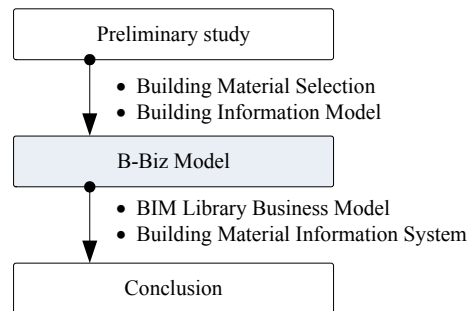 Preliminary study
• Building Material Selection
• Building Information Model
B-Biz Model
• BIM Library Business Model
• Building Material Information System
Conclusion